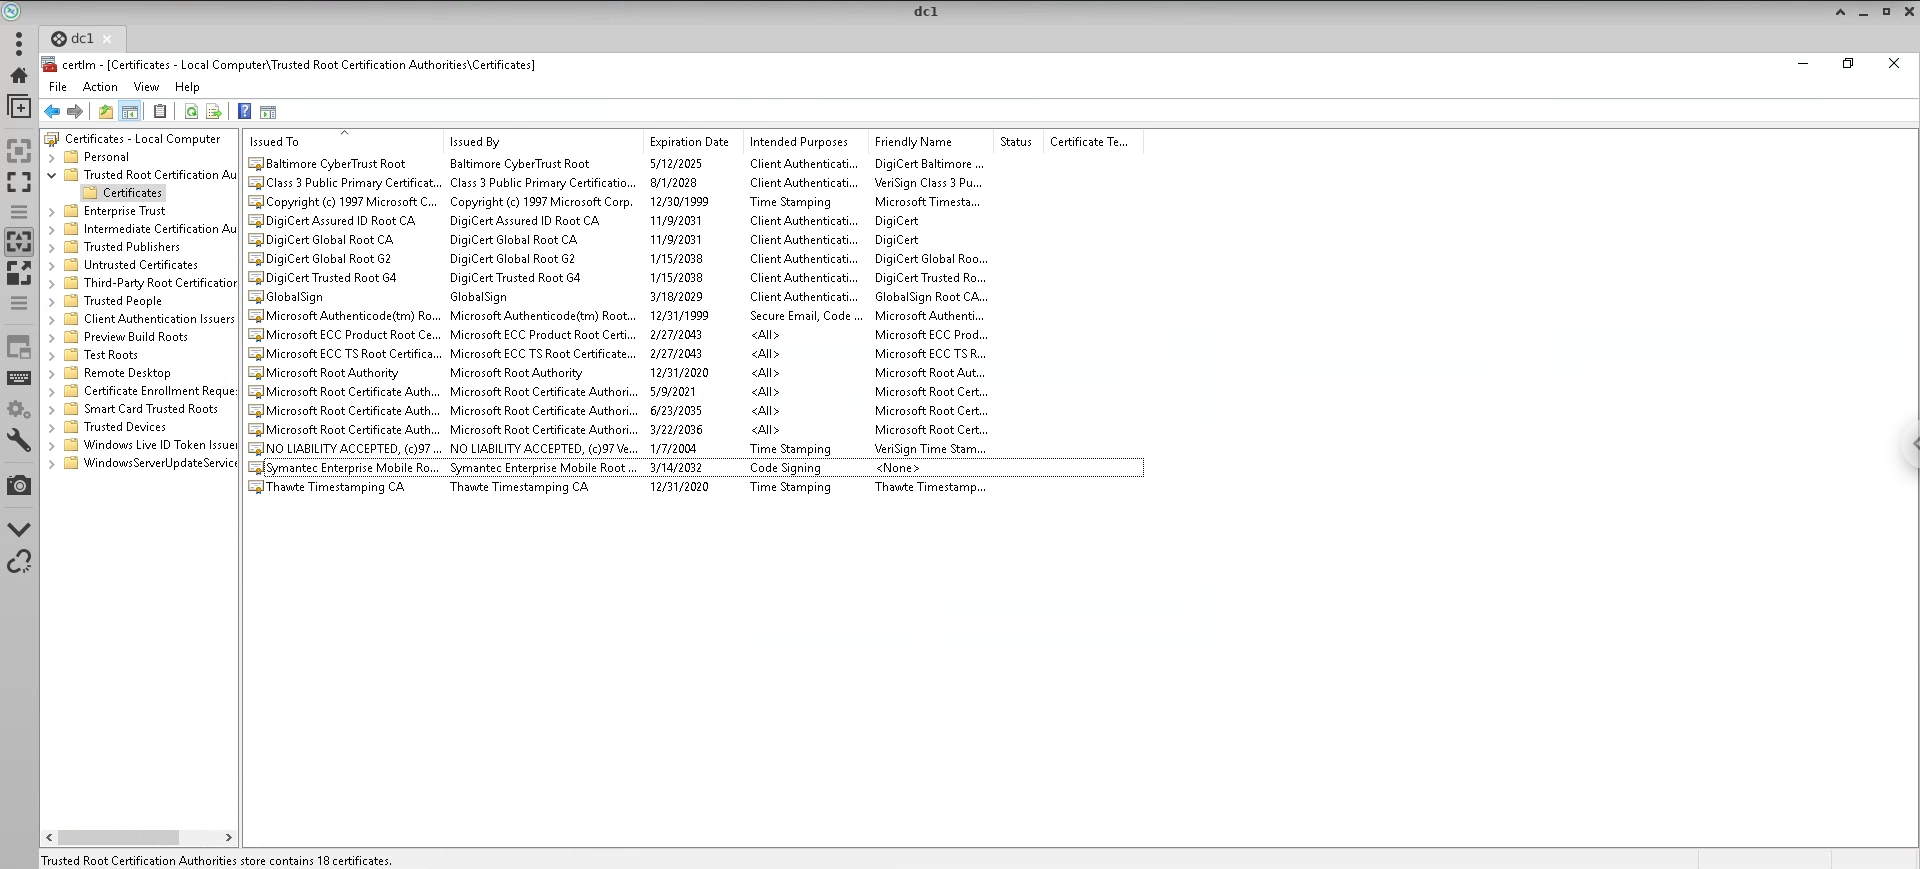 dc1
dc1
certlm - [Certificates - Local Computer\Trusted Root Certification Authorities\Certificates]
File Action View Help
Certificates - Local Computer
Personal
Trusted Root Certification Au
Certificates
Enterprise Trust
Intermediate Certification Au
Trusted Publishers
Untrusted Certificates
Third-Party Root Certification
Trusted People
Client Authentication Issuers
Preview Build Roots
Test Roots
Remote Desktop
Certificate Enrollment Reque:
Smart Card Trusted Roots
Trusted Devices
Windows Live ID Token Issuer
WindowsServerUpdateService
Issued To Issued By Expiration Date Intended Purposes Friendly Name Status Certificate Te...
Baltimore CyberTrust Root Baltimore CyberTrust Root 5/12/2025 Client Authenticati... DigiCert Baltimore ...
Class 3 Public Primary Certificat... Class 3 Public Primary Certificatio... 8/1/2028 Client Authenticati... VeriSign Class 3 Pu...
Copyright (c) 1997 Microsoft C... Copyright (c) 1997 Microsoft Corp. 12/30/1999 Time Stamping Microsoft Timesta...
DigiCert Assured ID Root CA DigiCert Assured ID Root CA 11/9/2031 Client Authenticati... DigiCert
DigiCert Global Root CA DigiCert Global Root CA 11/9/2031 Client Authenticati... DigiCert
DigiCert Global Root G2 DigiCert Global Root G2 1/15/2038 Client Authenticati... DigiCert Global Roo...
DigiCert Trusted Root G4 DigiCert Trusted Root G4 1/15/2038 Client Authenticati... DigiCert Trusted Ro...
GlobalSign GlobalSign 3/18/2029 Client Authenticati... GlobalSign Root CA...
Microsoft Authenticode(tm) Ro... Microsoft Authenticode(tm) Root... 12/31/1999 Secure Email, Code ... Microsoft Authenti...
Microsoft ECC Product Root Ce... Microsoft ECC Product Root Certi... 2/27/2043 <All> Microsoft ECC Prod...
Microsoft ECC TS Root Certifica... Microsoft ECC TS Root Certificate... 2/27/2043 <All> Microsoft ECC TS R...
Microsoft Root Authority Microsoft Root Authority 12/31/2020 <All> Microsoft Root Aut...
Microsoft Root Certificate Auth... Microsoft Root Certificate Authori... 5/9/2021 <All> Microsoft Root Cert...
Microsoft Root Certificate Auth... Microsoft Root Certificate Authori... 6/23/2035 <All> Microsoft Root Cert...
Microsoft Root Certificate Auth... Microsoft Root Certificate Authori... 3/22/2036 <All> Microsoft Root Cert...
NO LIABILITY ACCEPTED, (c)97 ... NO LIABILITY ACCEPTED, (c)97 Ve... 1/7/2004 Time Stamping VeriSign Time Stam...
Symantec Enterprise Mobile Ro... Symantec Enterprise Mobile Root ... 3/14/2032 Code Signing <None>
Thawte Timestamping CA Thawte Timestamping CA 12/31/2020 Time Stamping Thawte Timestamp...
Trusted Root Certification Authorities store contains 18 certificates.